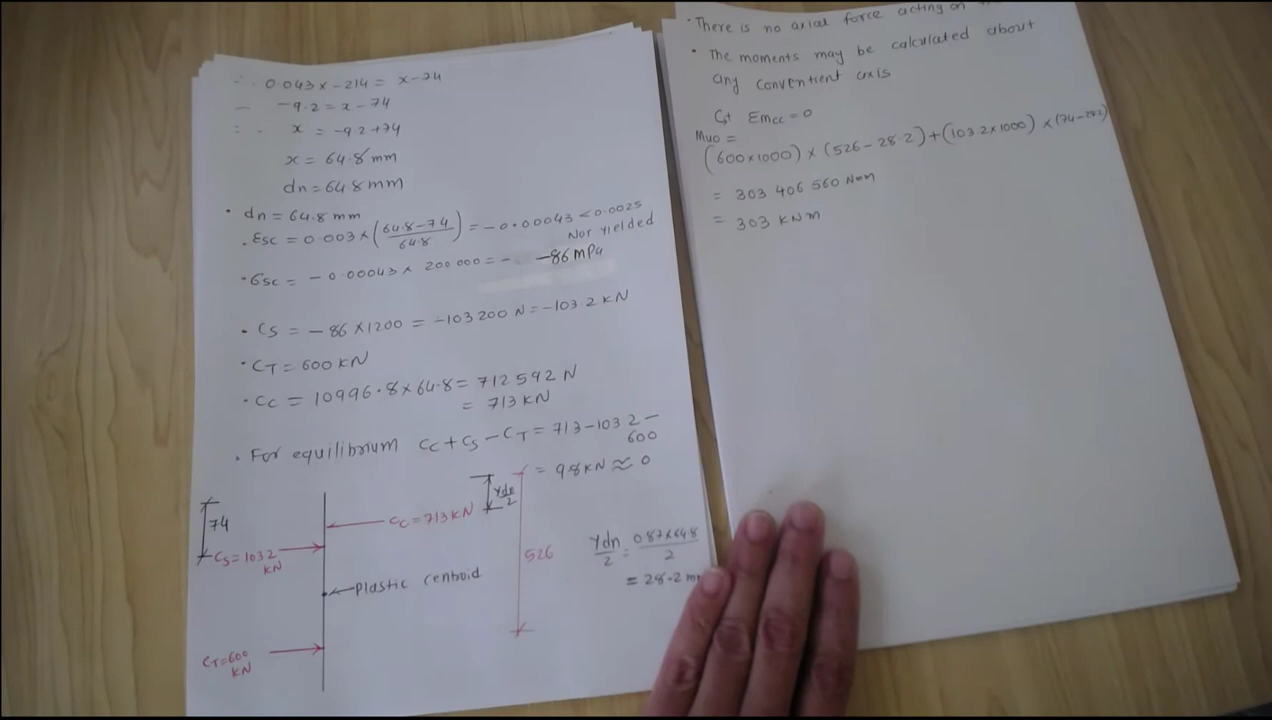 ∴ 0.043x - 214 = x - 74
-9.2 = x - 74
∴ x = -9.2 + 74
x = 64.8 mm
dn = 64.8 mm
• dn = 64.8 mm
• Esc = 0.003 × (64.8 - 74 / 64.8) = -0.00043 < 0.0025
Not yielded
• σsc = -0.00043 × 200 000 = - -86 MPa
• Cs = -86 × 1200 = -103 200 N = -103.2 kN
• CT = 600 kN
• Cc = 10996.8 × 64.8 = 712 592 N
= 713 kN
• For equilibrium Cc + Cs - CT = 713 - 103.2 - 600
= 9.8 kN ≈ 0
74
Cs = 103.2 kN
Cc = 713 kN
γdn/2
Plastic centroid
526
CT = 600 kN
γdn/2 = 0.87 × 64.8 / 2
= 28.2
• There is no axial force acting on
• The moments may be calculated about
any convenient axis
Emcc = 0
Muo =
(600 × 1000) × (526 - 28.2) + (103.2 × 1000) × (74 - 28.2)
= 303 406 560 Nmm
= 303 kNm